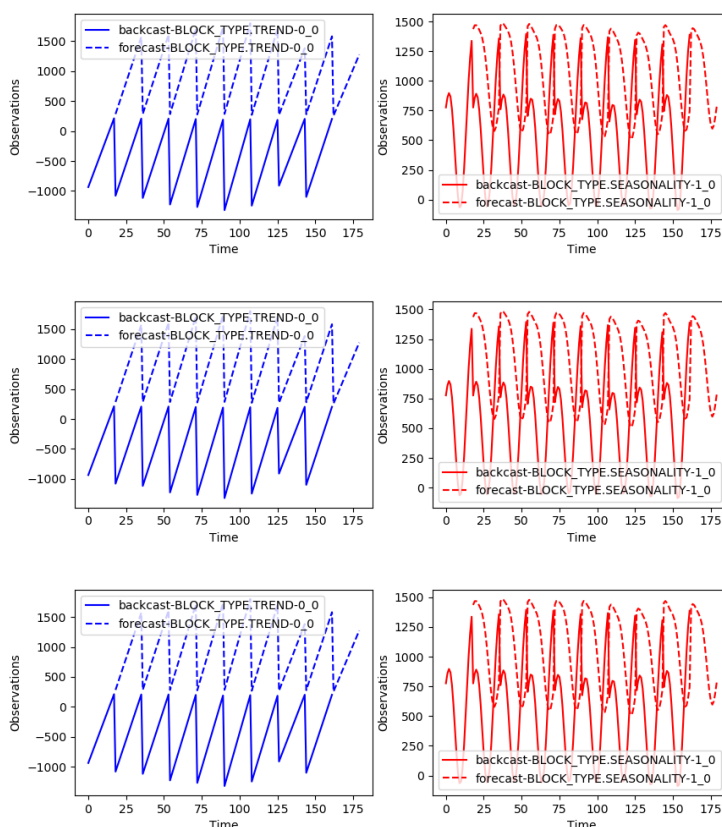 1500
1000
500
0
−500
−1000
Observations
backcast-BLOCK_TYPE.TREND-0_0
forecast-BLOCK_TYPE.TREND-0_0
0 25 50 75 100 125 150 175
Time
1500
1250
1000
750
500
250
0
Observations
backcast-BLOCK_TYPE.SEASONALITY-1_0
forecast-BLOCK_TYPE.SEASONALITY-1_0
0 25 50 75 100 125 150 175
Time
1500
1000
500
0
−500
−1000
Observations
backcast-BLOCK_TYPE.TREND-0_0
forecast-BLOCK_TYPE.TREND-0_0
0 25 50 75 100 125 150 175
Time
1500
1250
1000
750
500
250
0
Observations
backcast-BLOCK_TYPE.SEASONALITY-1_0
forecast-BLOCK_TYPE.SEASONALITY-1_0
0 25 50 75 100 125 150 175
Time
1500
1000
500
0
−500
−1000
Observations
backcast-BLOCK_TYPE.TREND-0_0
forecast-BLOCK_TYPE.TREND-0_0
0 25 50 75 100 125 150 175
Time
1500
1250
1000
750
500
250
0
Observations
backcast-BLOCK_TYPE.SEASONALITY-1_0
forecast-BLOCK_TYPE.SEASONALITY-1_0
0 25 50 75 100 125 150 175
Time